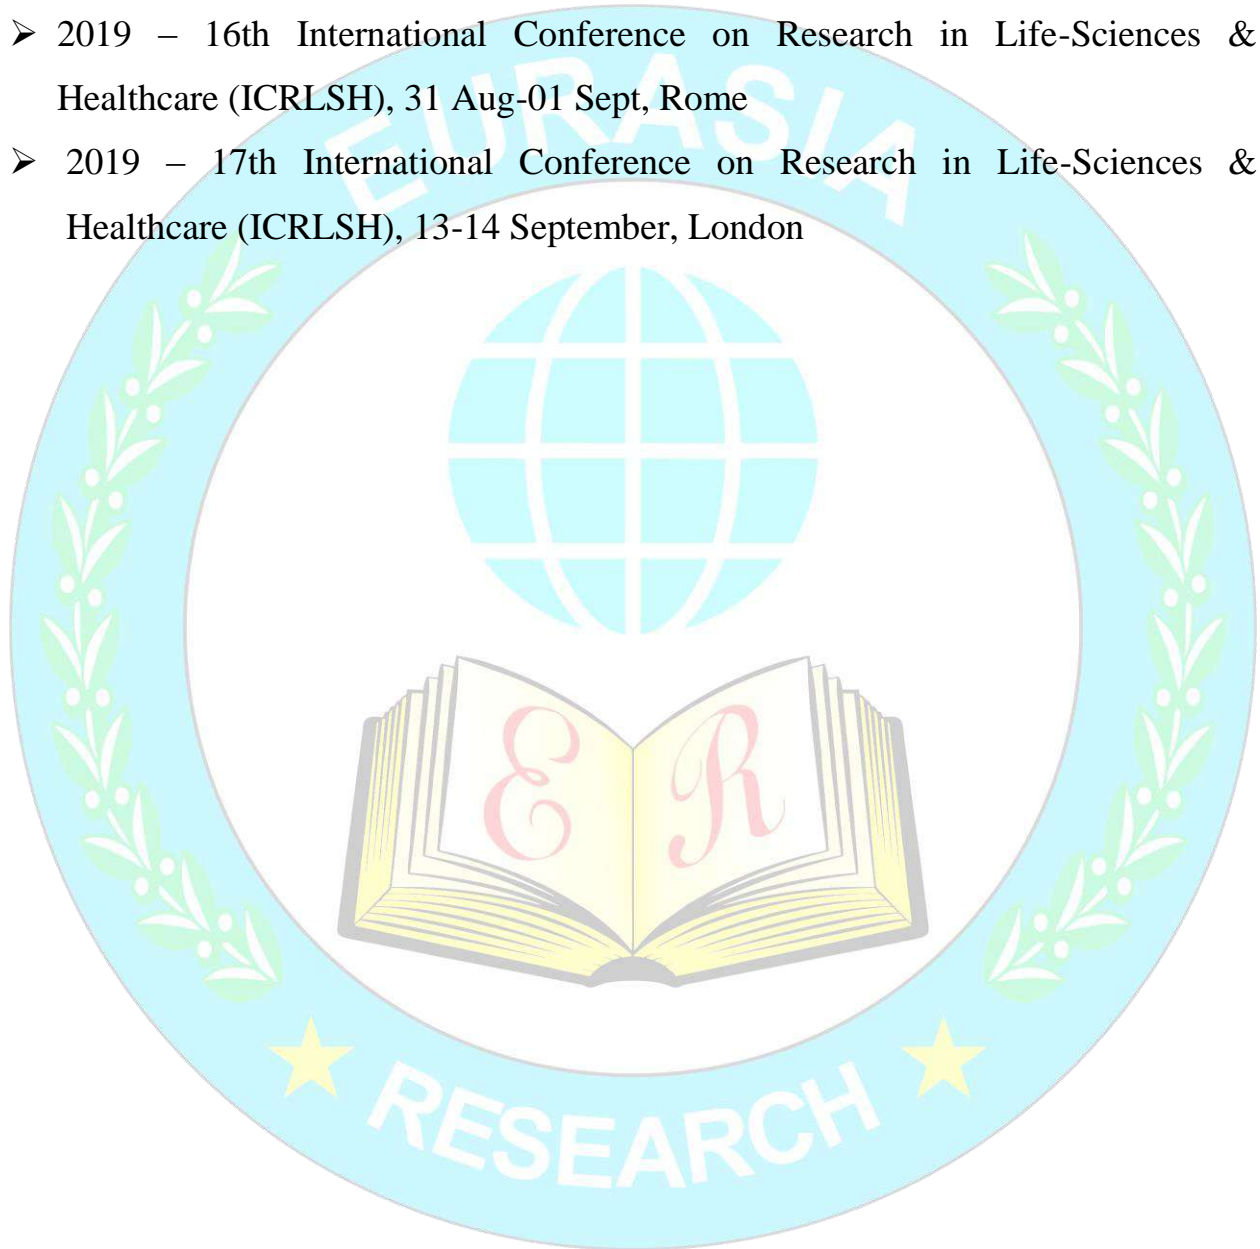 ➢ 2019 – 16th International Conference on Research in Life-Sciences &
Healthcare (ICRLSH), 31 Aug-01 Sept, Rome
➢ 2019 – 17th International Conference on Research in Life-Sciences &
Healthcare (ICRLSH), 13-14 September, London
EURASIA
E R
RESEARCH